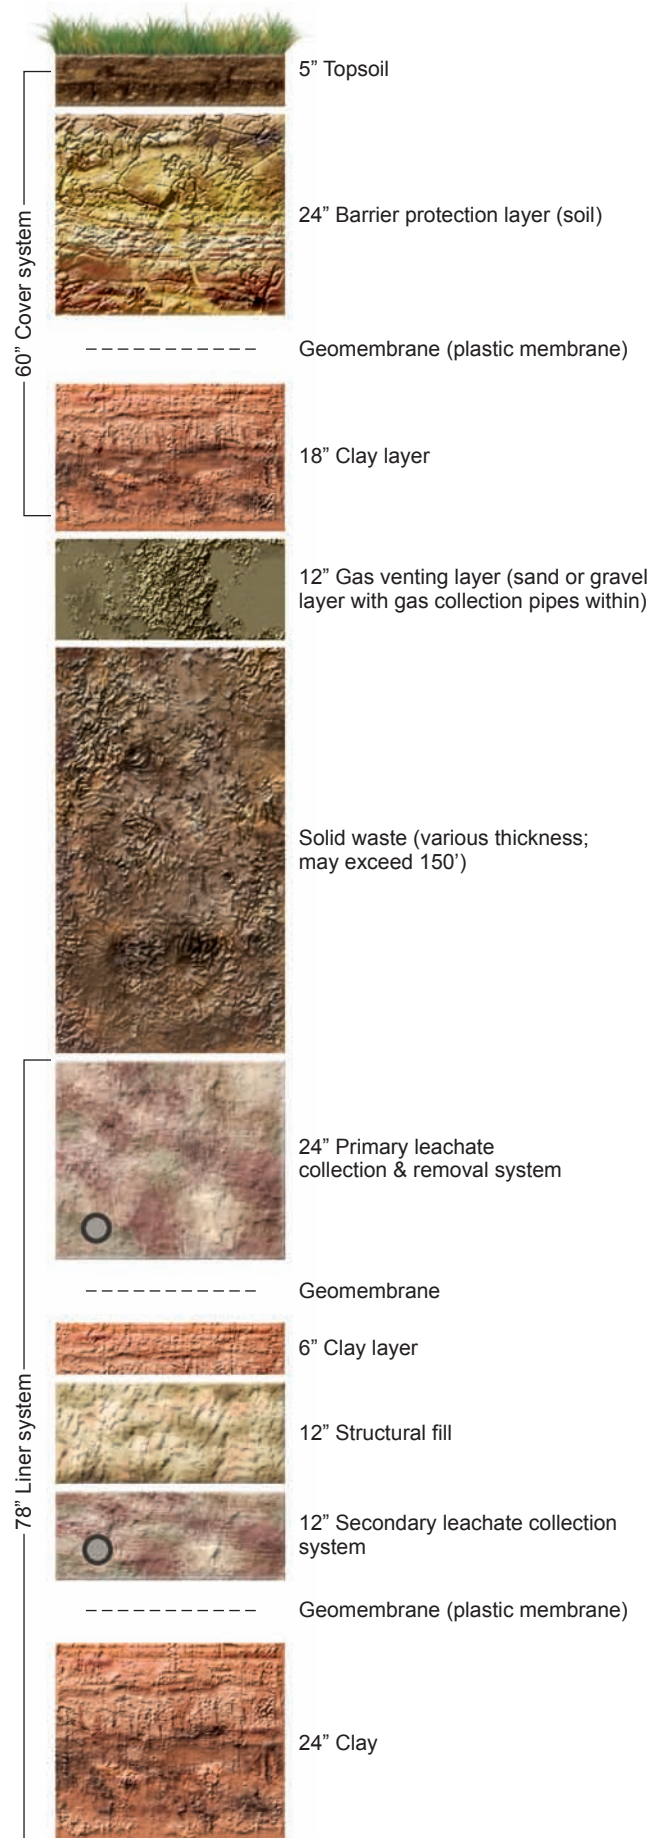 5” Topsoil
24” Barrier protection layer (soil)
60” Cover system
Geomembrane (plastic membrane)
18” Clay layer
12” Gas venting layer (sand or gravel
layer with gas collection pipes within)
Solid waste (various thickness;
may exceed 150’)
24” Primary leachate
collection & removal system
Geomembrane
6” Clay layer
78” Liner system
12” Structural fill
12” Secondary leachate collection
system
Geomembrane (plastic membrane)
24” Clay